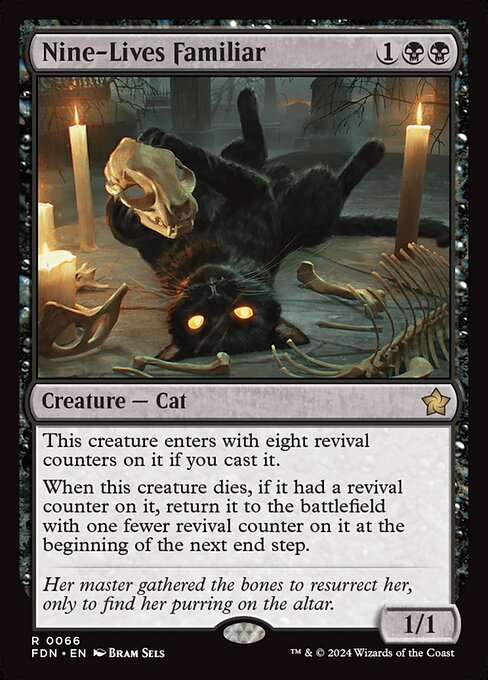 Nine-Lives Familiar 1
Creature — Cat
This creature enters with eight revival
counters on it if you cast it.
When this creature dies, if it had a revival
counter on it, return it to the battlefield
with one fewer revival counter on it at the
beginning of the next end step.
Her master gathered the bones to resurrect her,
only to find her purring on the altar.
1/1
R 0066
FDN • EN Bram Sels
™ & © 2024 Wizards of the Coast